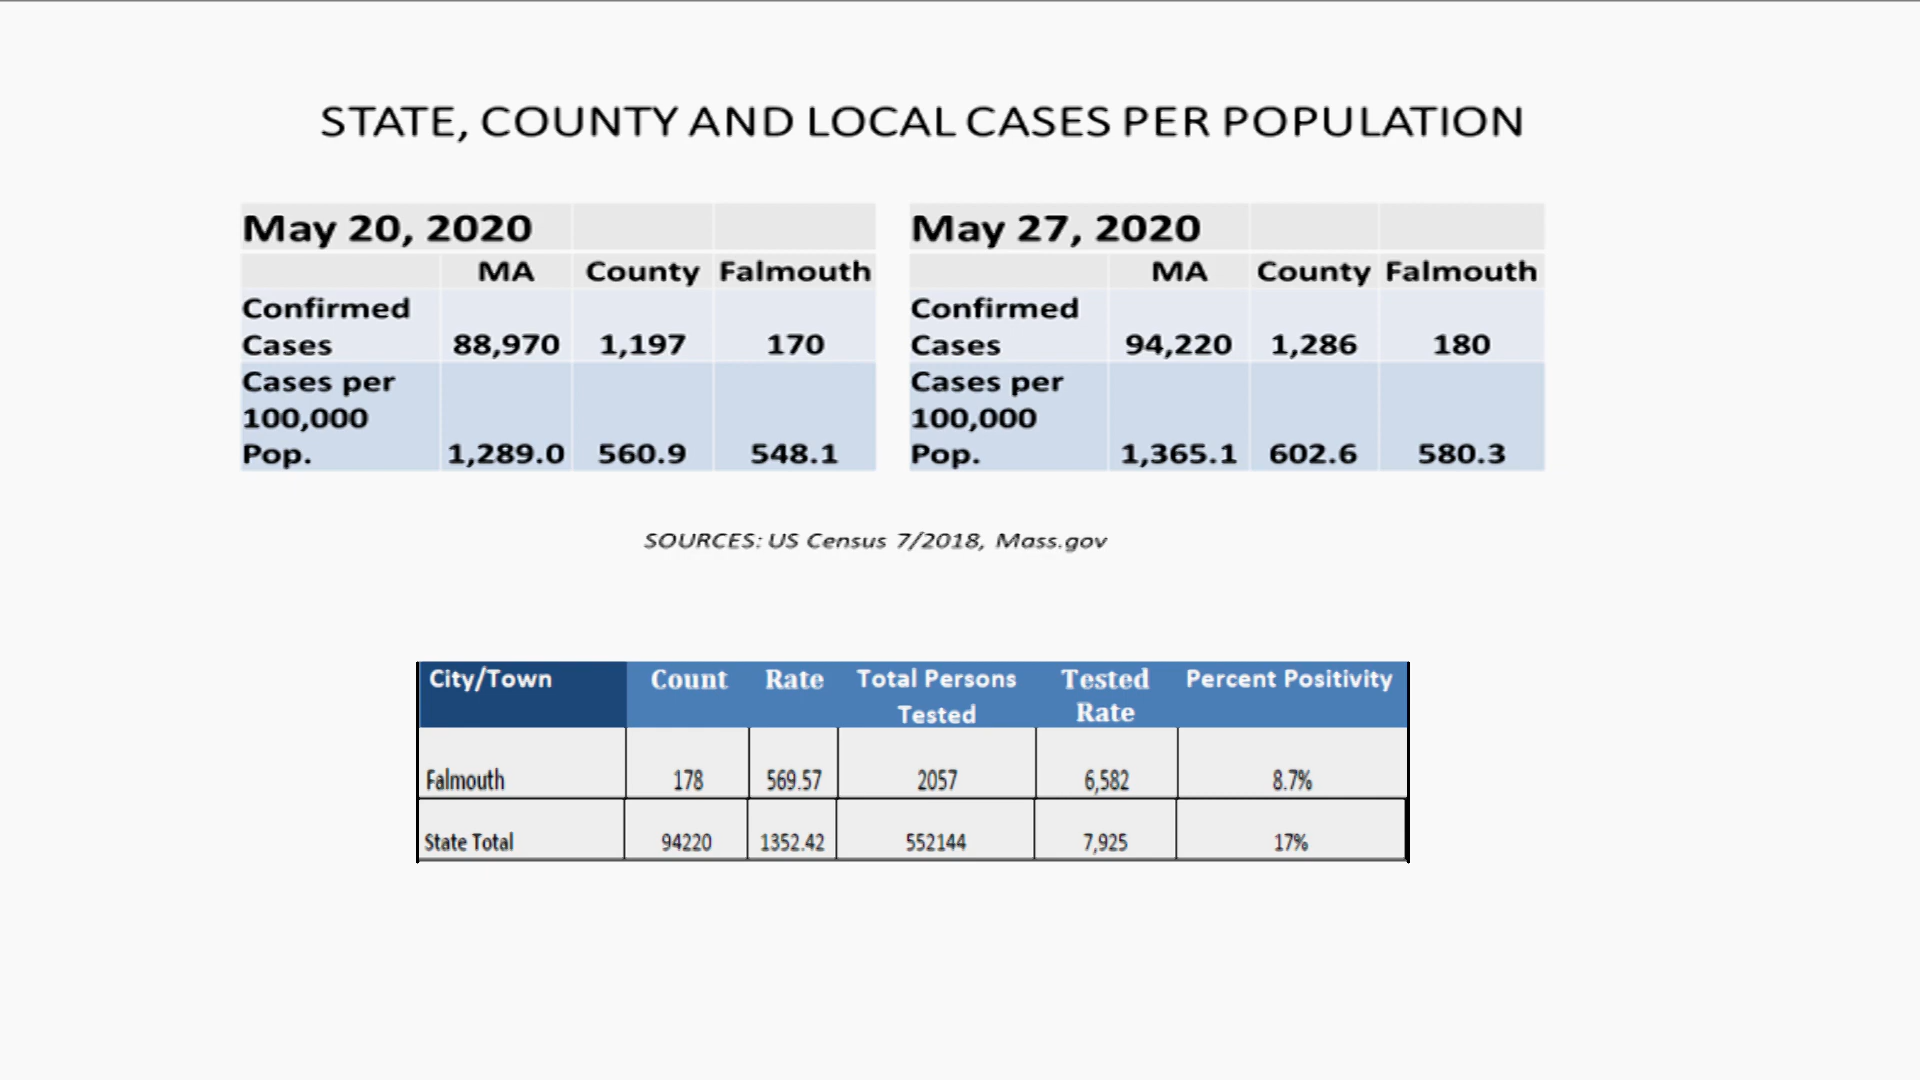 STATE, COUNTY AND LOCAL CASES PER POPULATION
May 20, 2020
MA County Falmouth
Confirmed
Cases 88,970 1,197 170
Cases per
100,000
Pop. 1,289.0 560.9 548.1
May 27, 2020
MA County Falmouth
Confirmed
Cases 94,220 1,286 180
Cases per
100,000
Pop. 1,365.1 602.6 580.3
SOURCES: US Census 7/2018, Mass.gov
City/Town Count Rate Total Persons Tested Percent Positivity
Tested Rate
Falmouth 178 569.57 2057 6,582 8.7%
State Total 94220 1352.42 552144 7,925 17%